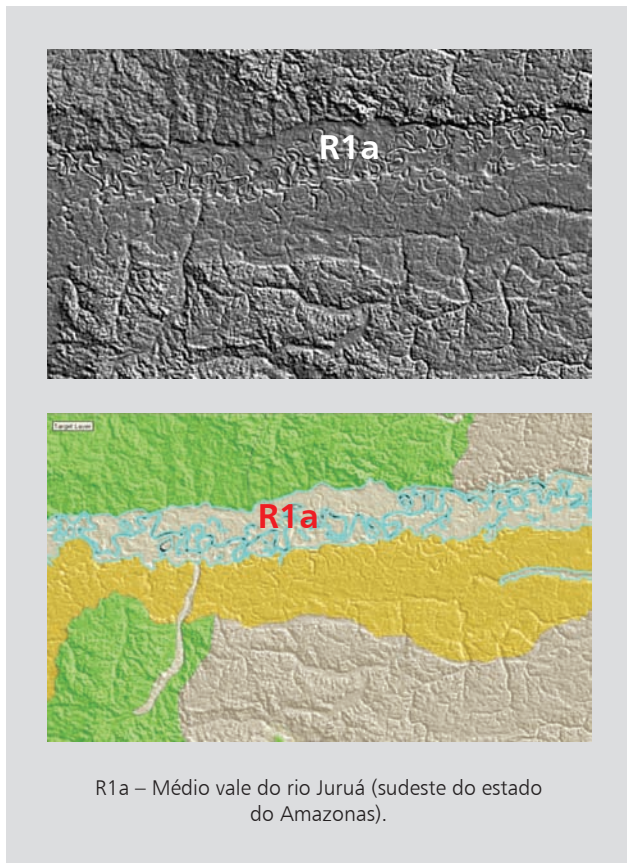 R1a
Target Layer
R1a
R1a – Médio vale do rio Juruá (sudeste do estado
do Amazonas).